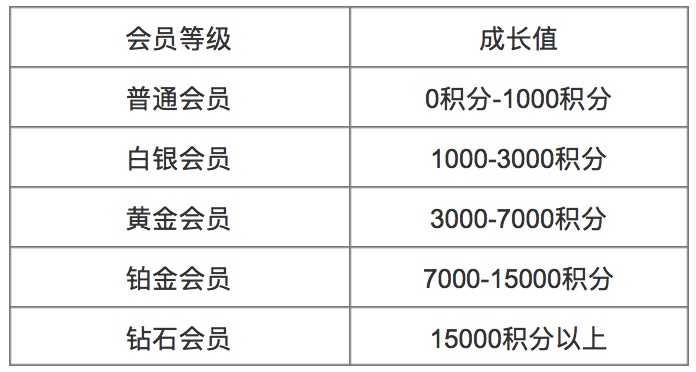 会员等级 成长值
普通会员 0积分-1000积分
白银会员 1000-3000积分
黄金会员 3000-7000积分
铂金会员 7000-15000积分
钻石会员 15000积分以上